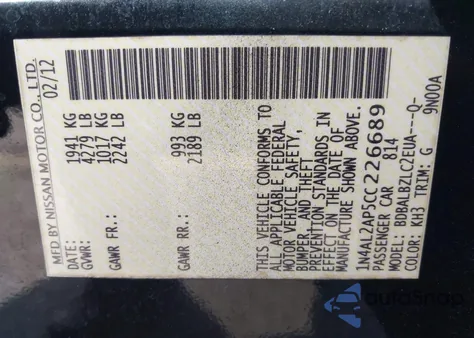 MFD BY NISSAN MOTOR CO., LTD.
DATE: 02/12
GVWR: 1941 KG
4279 LB
GAWR FR: 1017 KG
2242 LB
GAWR RR: 993 KG
2189 LB
THIS VEHICLE CONFORMS TO
ALL APPLICABLE FEDERAL
MOTOR VEHICLE SAFETY,
BUMPER, AND THEFT
PREVENTION STANDARDS IN
EFFECT ON THE DATE OF
MANUFACTURE SHOWN ABOVE.
1N4AL2AP5CC226689
PASSENGER CAR 814
MODEL: BDBALBZLC2EUA---Q-
COLOR: KH3 TRIM: G 9N00A
AutoSnap